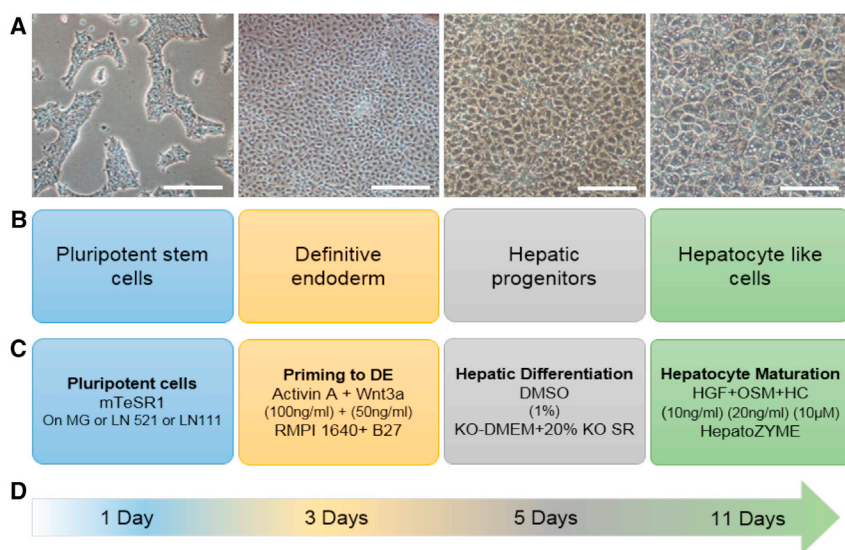 A
B
Pluripotent stem
cells
Definitive
endoderm
Hepatic
progenitors
Hepatocyte like
cells
C
Pluripotent cells
mTeSR1
On MG or LN 521 or LN111
Priming to DE
Activin A + Wnt3a
(100ng/ml) + (50ng/ml)
RMPI 1640+ B27
Hepatic Differentiation
DMSO
(1%)
KO-DMEM+20% KO SR
Hepatocyte Maturation
HGF+OSM+HC
(10ng/ml) (20ng/ml) (10μM)
HepatoZYME
D
1 Day
3 Days
5 Days
11 Days